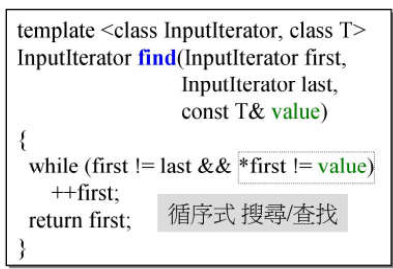 template <class InputIterator, class T>
InputIterator find(InputIterator first,
InputIterator last,
const T& value)
{
while (first != last && *first != value)
++first;
return first;
循序式 搜尋/查找
}